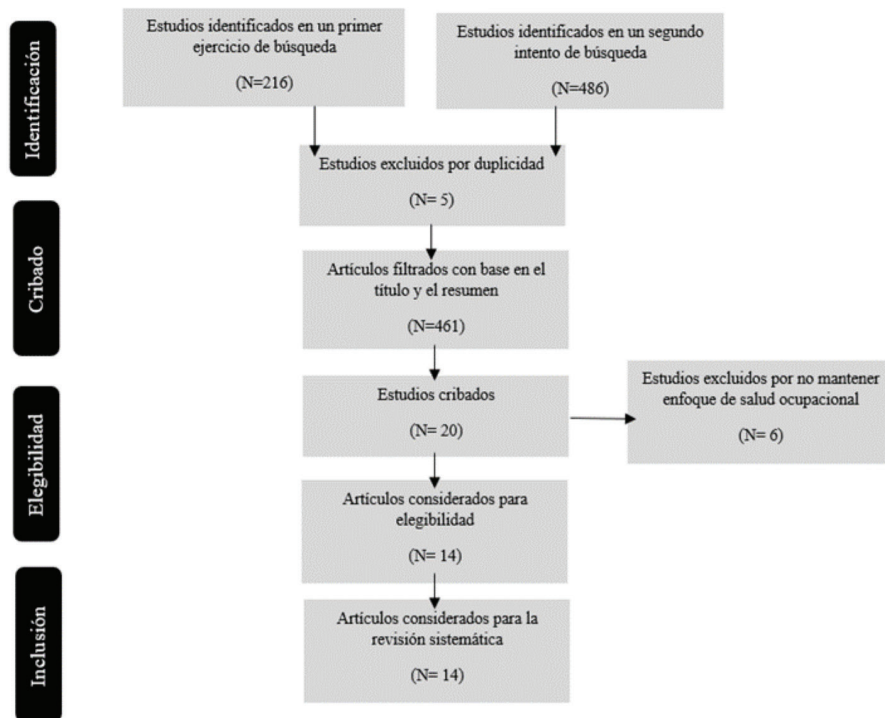 Identificación
Estudios identificados en un primer
ejercicio de búsqueda
(N=216)
Estudios identificados en un segundo
intento de búsqueda
(N=486)
Estudios excluidos por duplicidad
(N= 5)
Cribado
Artículos filtrados con base en el
título y el resumen
(N=461)
Estudios cribados
(N= 20)
Estudios excluidos por no mantener
enfoque de salud ocupacional
(N= 6)
Elegibilidad
Artículos considerados para
elegibilidad
(N= 14)
Inclusión
Artículos considerados para la
revisión sistemática
(N= 14)